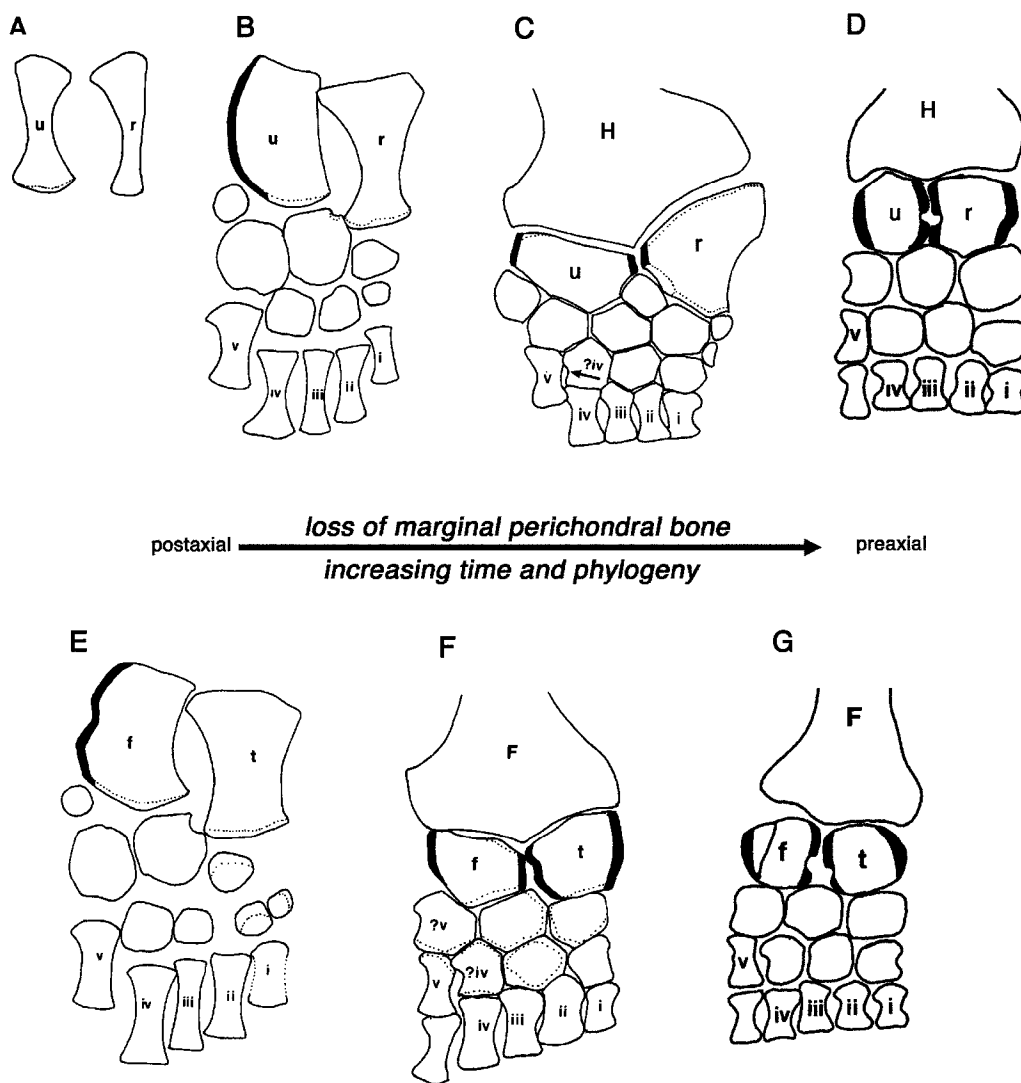 A
B
C
D
u r
u r
H
u r
?iv
v
iv iii ii i
H
u r
v
iv iii ii i
v
iv iii ii i
loss of marginal perichondral bone
postaxial preaxial
increasing time and phylogeny
E
F
G
f t
v
iv iii ii i
F
f t
?v
v ?iv
iv iii ii i
F
f t
v
iv iii ii i